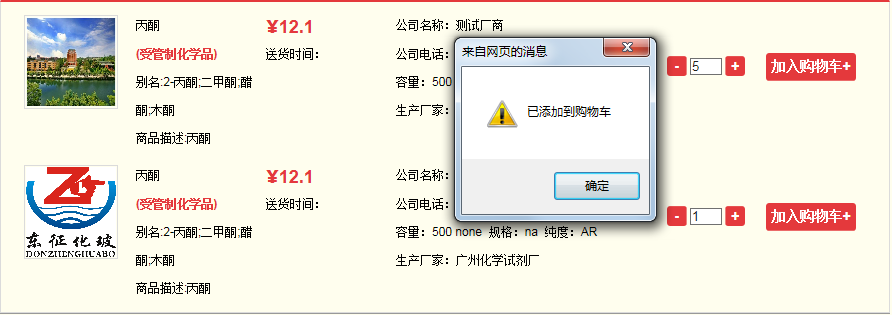 丙酮
¥12.1
公司名称：测试厂商
(受管制化学品)
送货时间：
公司电话：
别名:2-丙酮;二甲酮;醋
酮;木酮
容量：500
生产厂家：
商品描述:丙酮
- 5 +
加入购物车+
来自网页的消息
已添加到购物车
确定
东征化玻
DONZHENGHUABO
丙酮
¥12.1
公司名称：
(受管制化学品)
送货时间：
公司电话：
别名:2-丙酮;二甲酮;醋
酮;木酮
容量：500 none 规格：na 纯度：AR
生产厂家：广州化学试剂厂
商品描述:丙酮
- 1 +
加入购物车+